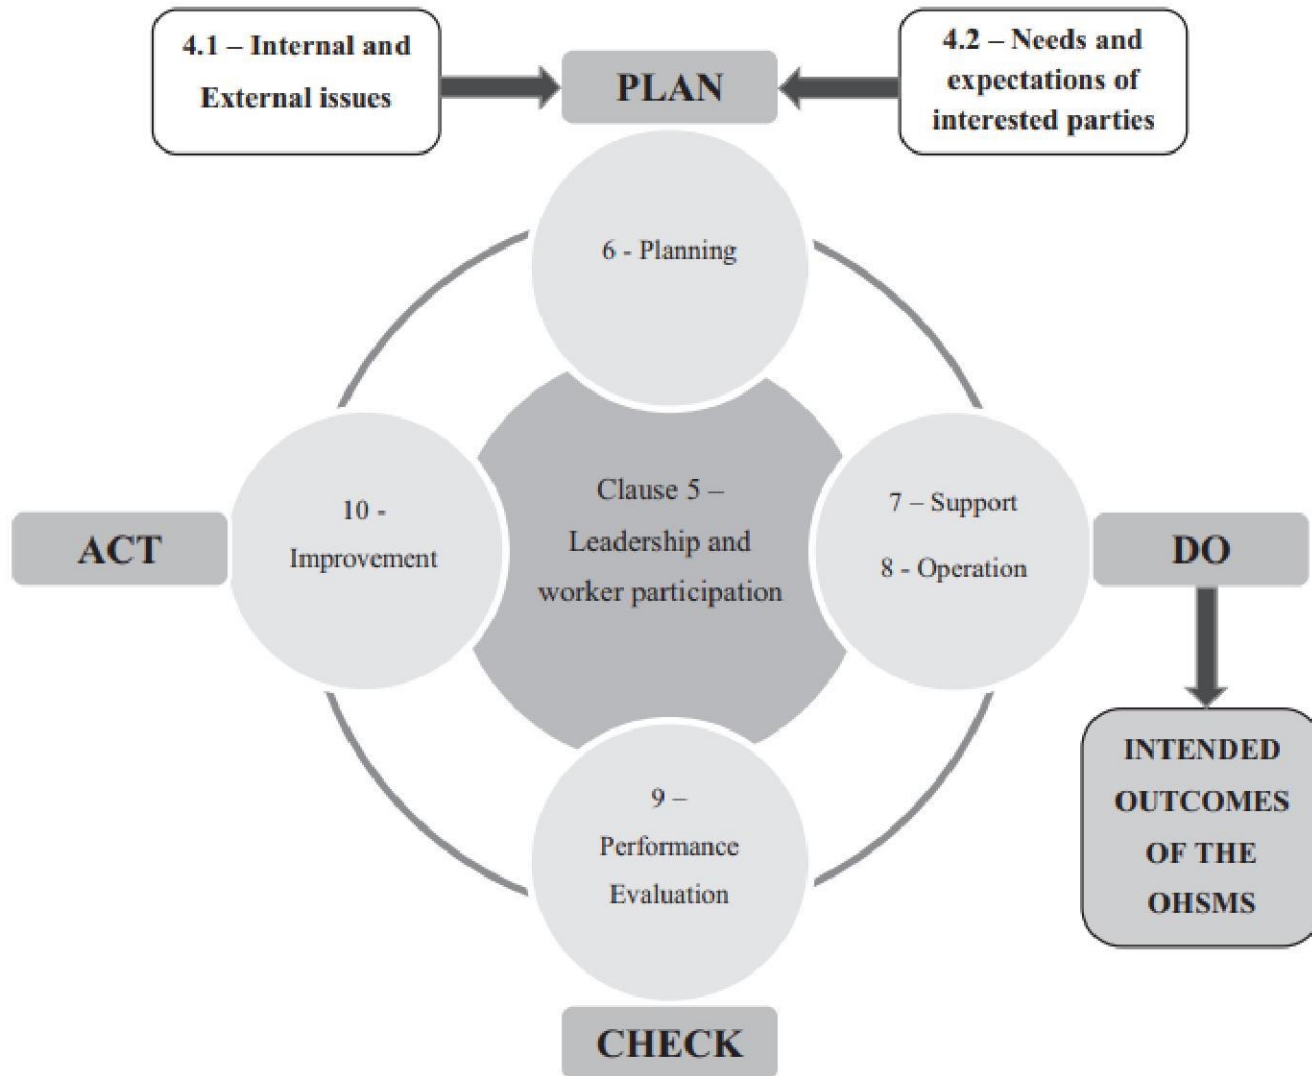 4.1 – Internal and
External issues
PLAN
4.2 – Needs and
expectations of
interested parties
6 - Planning
10 -
Improvement
Clause 5 –
Leadership and
worker participation
7 – Support
8 - Operation
ACT
DO
9 –
Performance
Evaluation
INTENDED
OUTCOMES
OF THE
OHSMS
CHECK